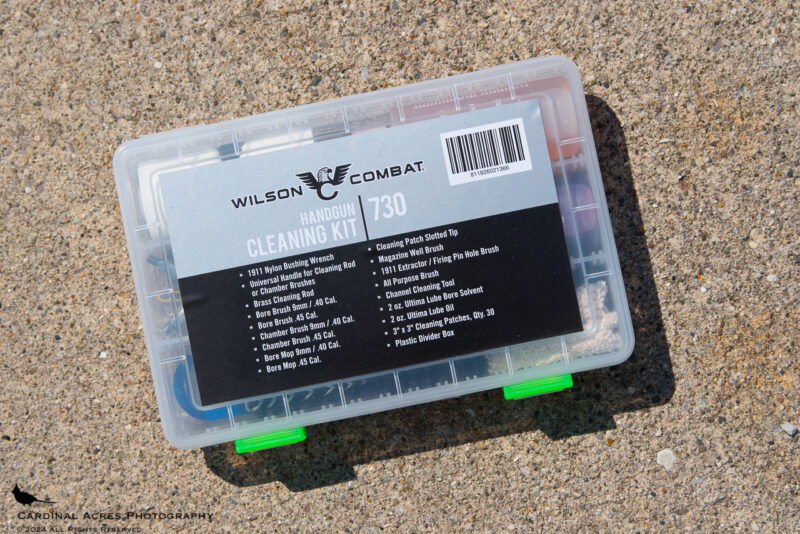 WILSON COMBAT
HANDGUN
CLEANING KIT
730
811826021366
• 1911 Nylon Bushing Wrench
• Universal Handle for Cleaning Rod
or Chamber Brushes
• Brass Cleaning Rod
• Bore Brush 9mm / .40 Cal.
• Bore Brush .45 Cal.
• Chamber Brush 9mm / .40 Cal.
• Chamber Brush .45 Cal.
• Bore Mop 9mm / .40 Cal.
• Bore Mop .45 Cal.
• Cleaning Patch Slotted Tip
• Magazine Well Brush
• 1911 Extractor / Firing Pin Hole Brush
• All Purpose Brush
• Channel Cleaning Tool
• 2 oz. Ultima Lube Bore Solvent
• 2 oz. Ultima Lube Oil
• 3" x 3" Cleaning Patches, Qty. 30
• Plastic Divider Box
Cardinal Acres Photography
© 2024 All Rights Reserved